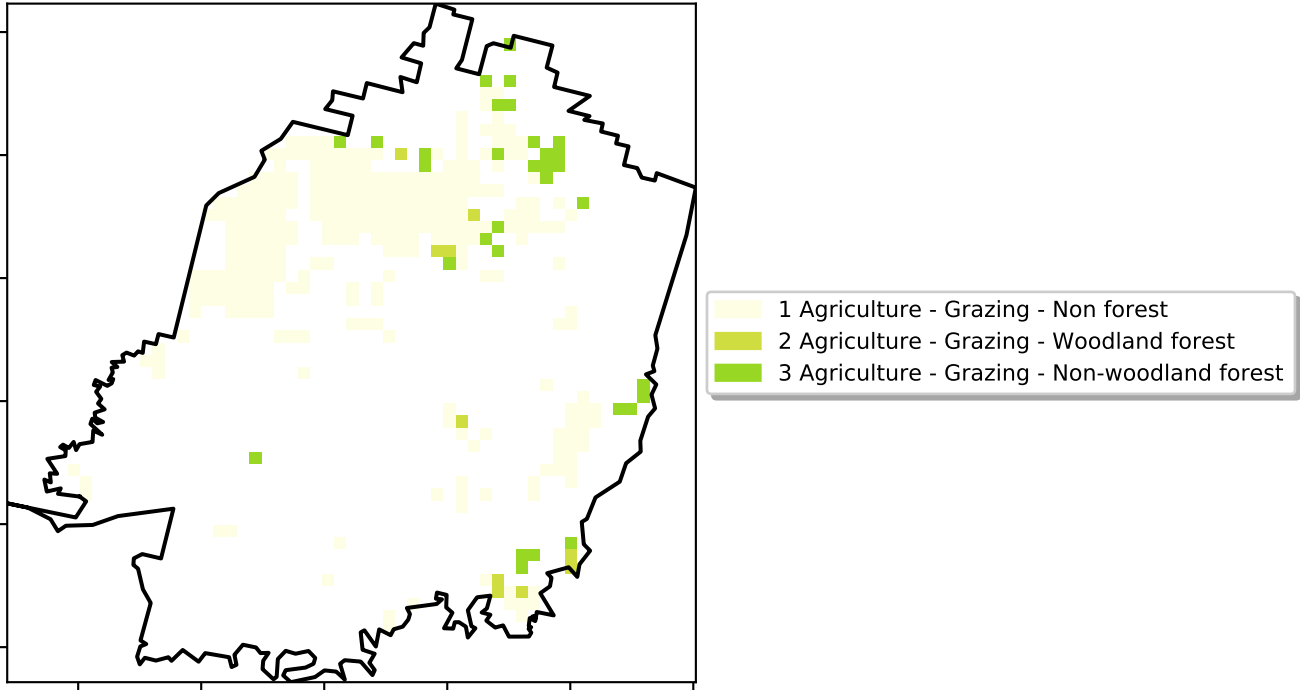 1 Agriculture - Grazing - Non forest
2 Agriculture - Grazing - Woodland forest
3 Agriculture - Grazing - Non-woodland forest